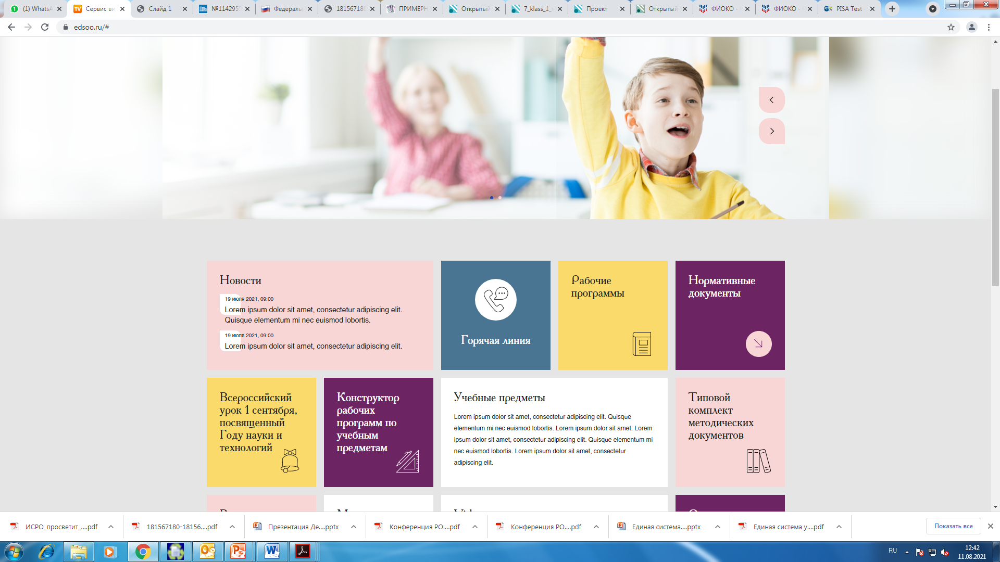 (1) WhatsA
Сервис ви
Слайд 1
№114295
Федераль
18156718
ПРИМЕРН
Открытый
7_klass_1_
Проект
Открытый
ФИОКО -
ФИОКО -
PISA Test
edsoo.ru/#
Новости
19 июля 2021, 09:00
Lorem ipsum dolor sit amet, consectetur adipiscing elit.
Quisque elementum mi nec euismod lobortis.
19 июля 2021, 09:00
Lorem ipsum dolor sit amet, consectetur adipiscing elit.
Горячая линия
Рабочие
программы
Нормативные
документы
Всероссийский
урок 1 сентября,
посвященный
Году науки и
технологий
Конструктор
рабочих
программ по
учебным
предметам
Учебные предметы
Lorem ipsum dolor sit amet, consectetur adipiscing elit. Quisque
elementum mi nec euismod lobortis. Lorem ipsum dolor sit amet. Lorem
ipsum dolor sit amet, consectetur adipiscing elit. Quisque elementum mi
nec euismod lobortis. Lorem ipsum dolor sit amet, consectetur
adipiscing elit.
Типовой
комплект
методических
документов
ИСРО_просветит_....pdf
181567180-18156....pdf
Презентация Де....pptx
Конференция РО....pdf
Конференция РО....pdf
Единая система....pptx
Единая система у....pdf
Показать все
RU
12:42
11.08.2021